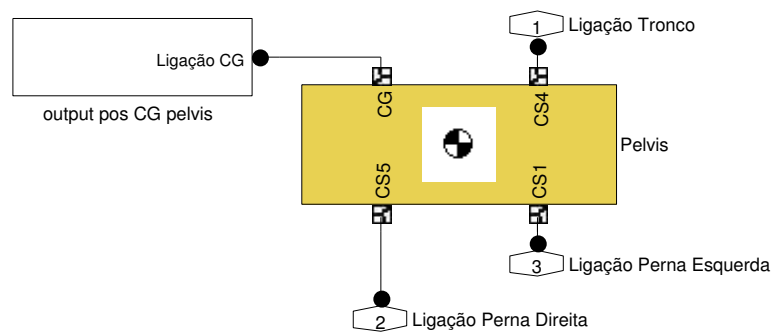 1
Ligação Tronco
Ligação CG
output pos CG pelvis
CG
CS4
Pelvis
CS5
CS1
3
Ligação Perna Esquerda
2
Ligação Perna Direita